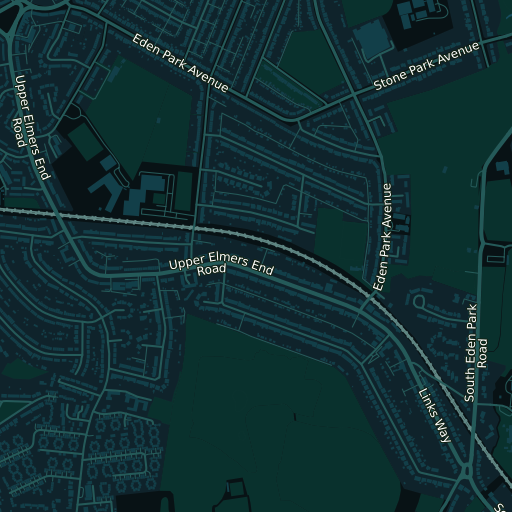 Eden Park Avenue
Stone Park Avenue
Upper Elmers End
Road
Eden Park Avenue
Upper Elmers End
Road
South Eden Park
Road
Links Way